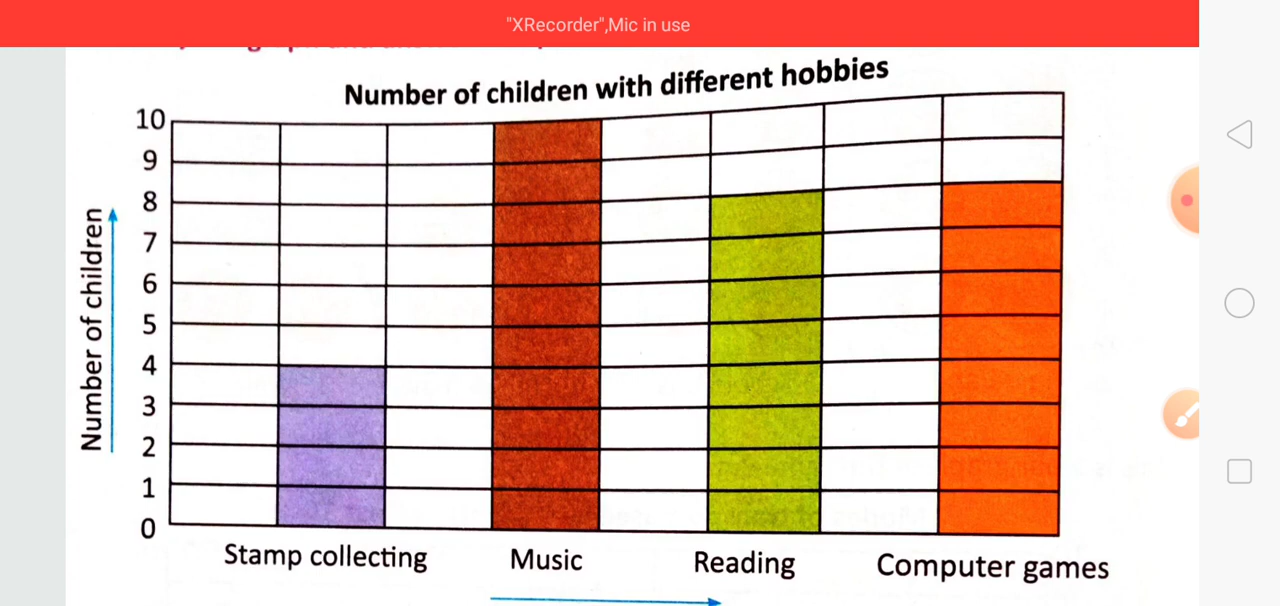 "XRecorder",Mic in use
Number of children with different hobbies
10
9
8
7
6
5
4
3
2
1
0
Number of children
Stamp collecting
Music
Reading
Computer games